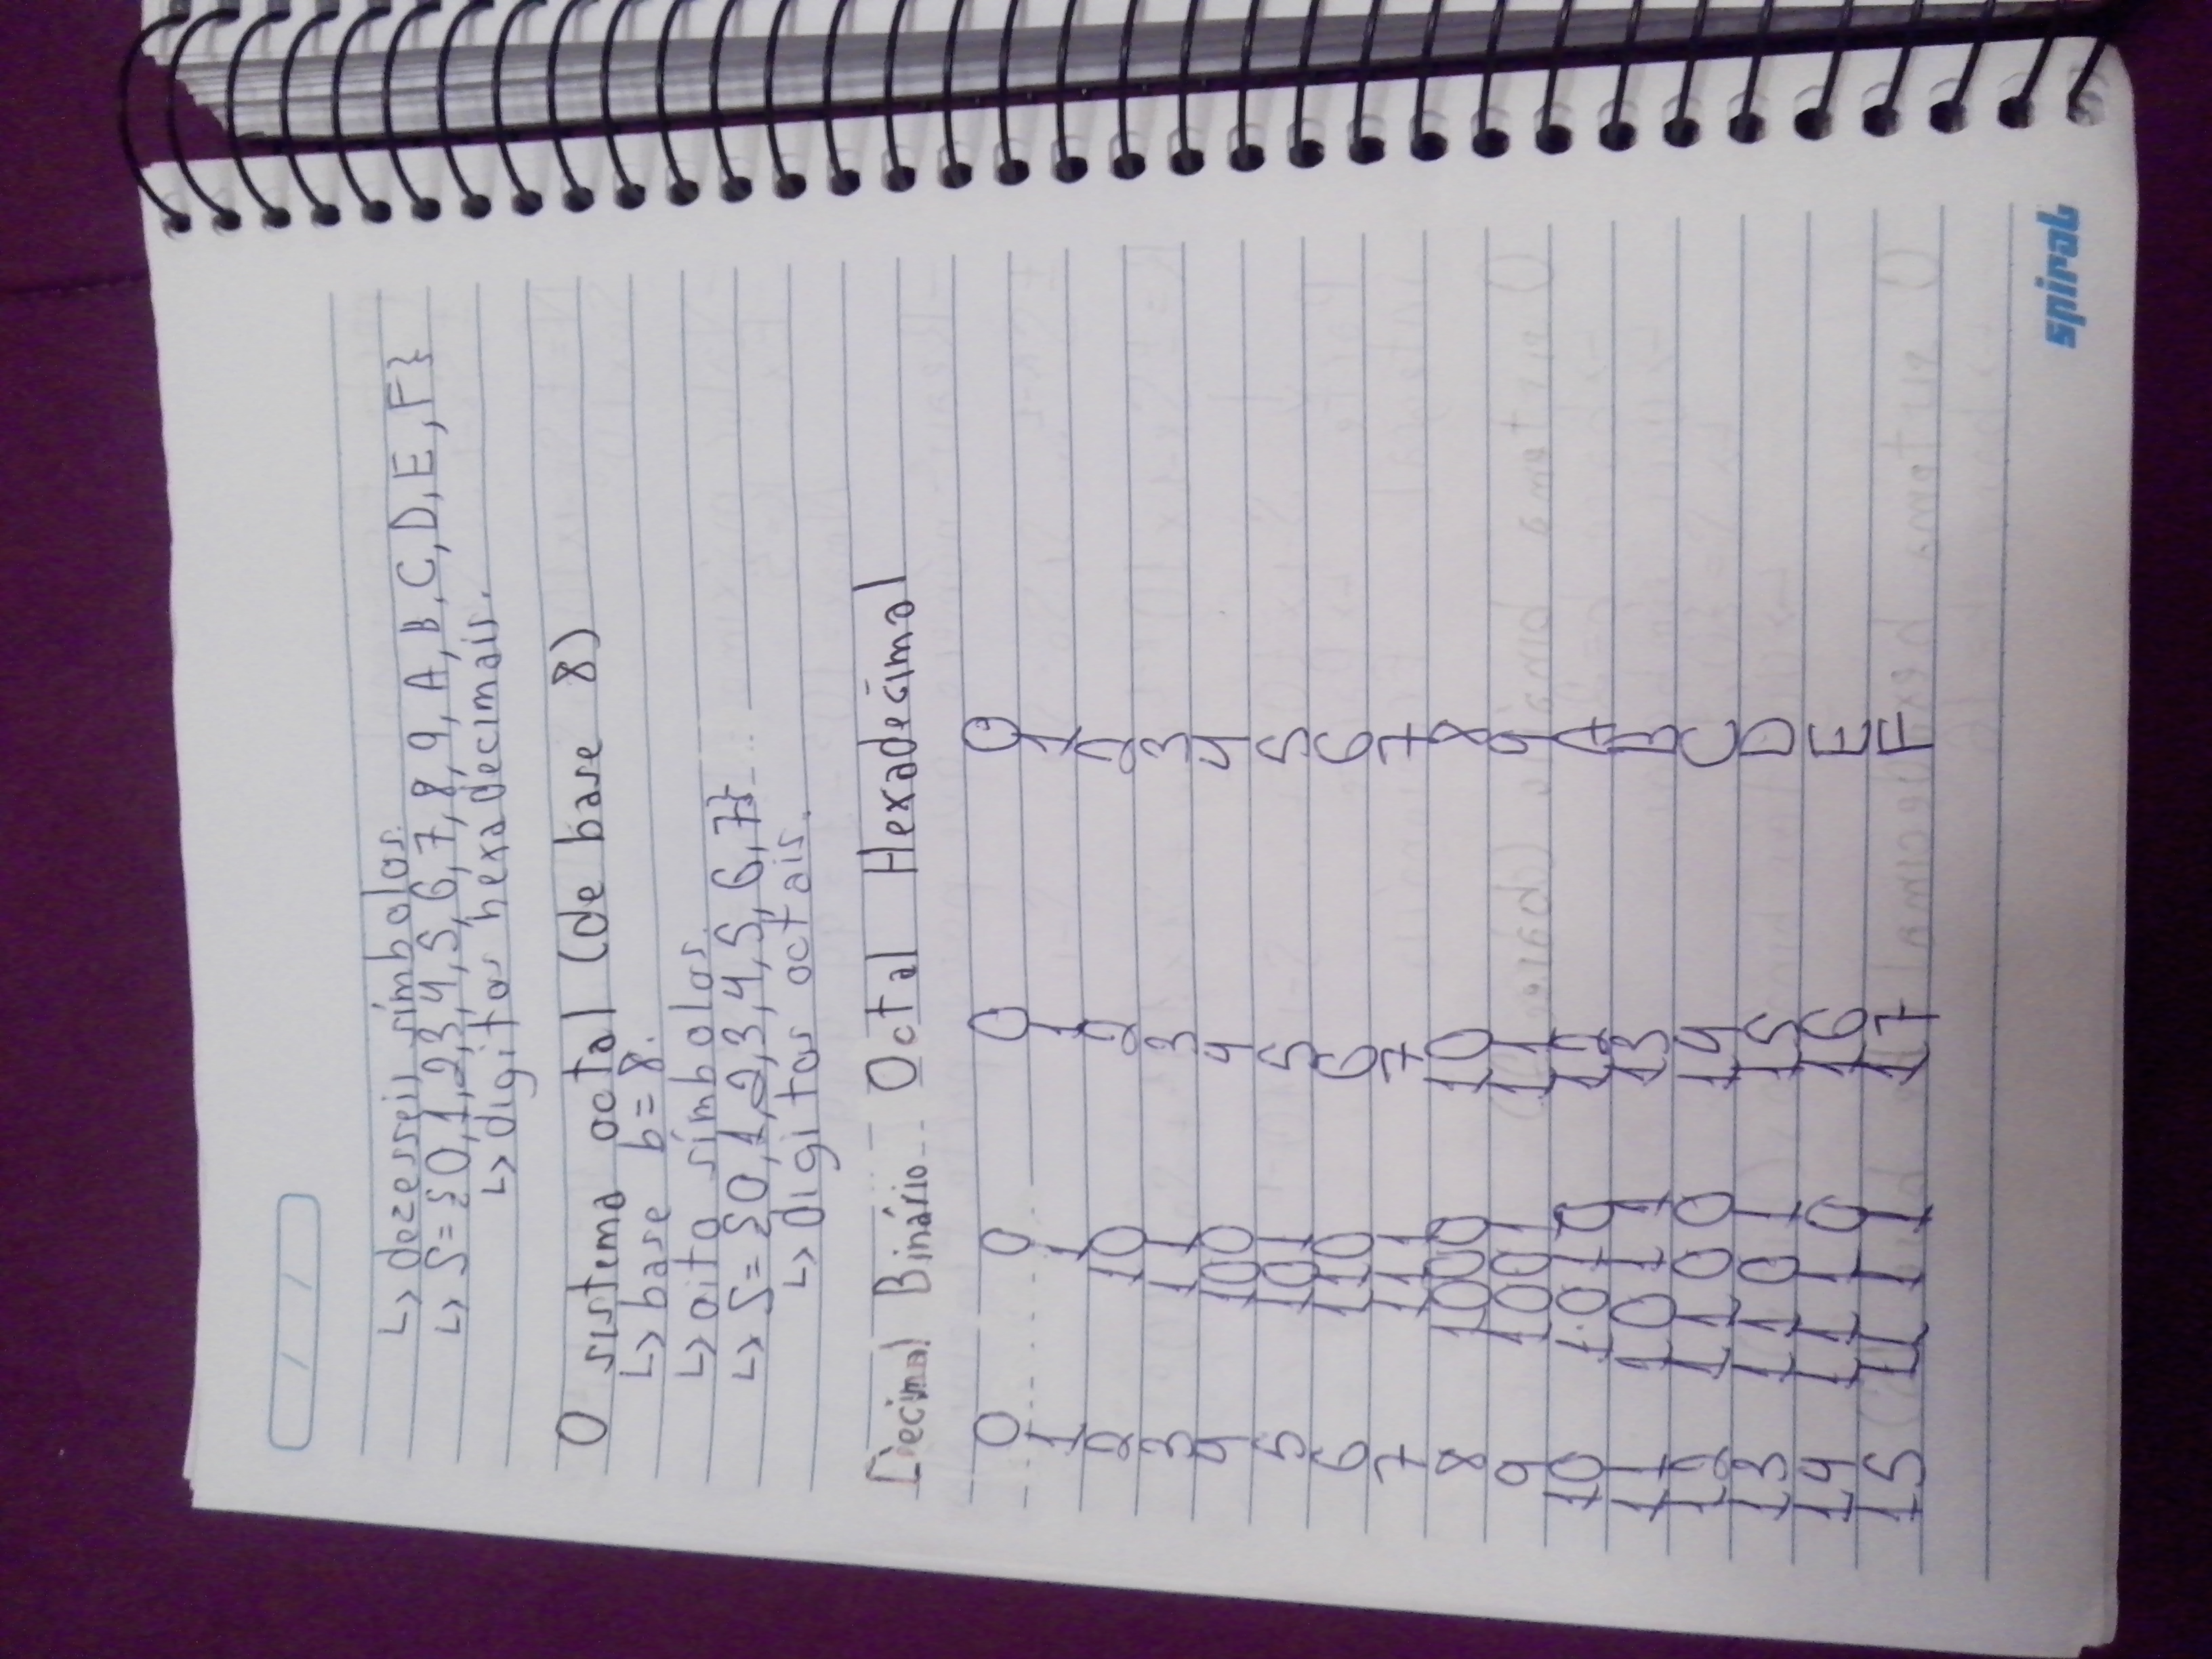 ↳ dezesseis símbolos.
↳ S={0,1,2,3,4,5,6,7,8,9,A,B,C,D,E,F}
↳ digitos hexadecimais.
O sistema octal (de base 8)
↳ base b=8.
↳ oito símbolos.
↳ S={0,1,2,3,4,5,6,7}
↳ digitos octais.
Decimal Binário Octal Hexadecimal
0 0 0 0
1 1 1 1
2 10 2 2
3 11 3 3
4 100 4 4
5 101 5 5
6 110 6 6
7 111 7 7
8 1000 10 8
9 1001 11 9
10 1010 12 A
11 1011 13 B
12 1100 14 C
13 1101 15 D
14 1110 16 E
15 1111 17 F
spiral